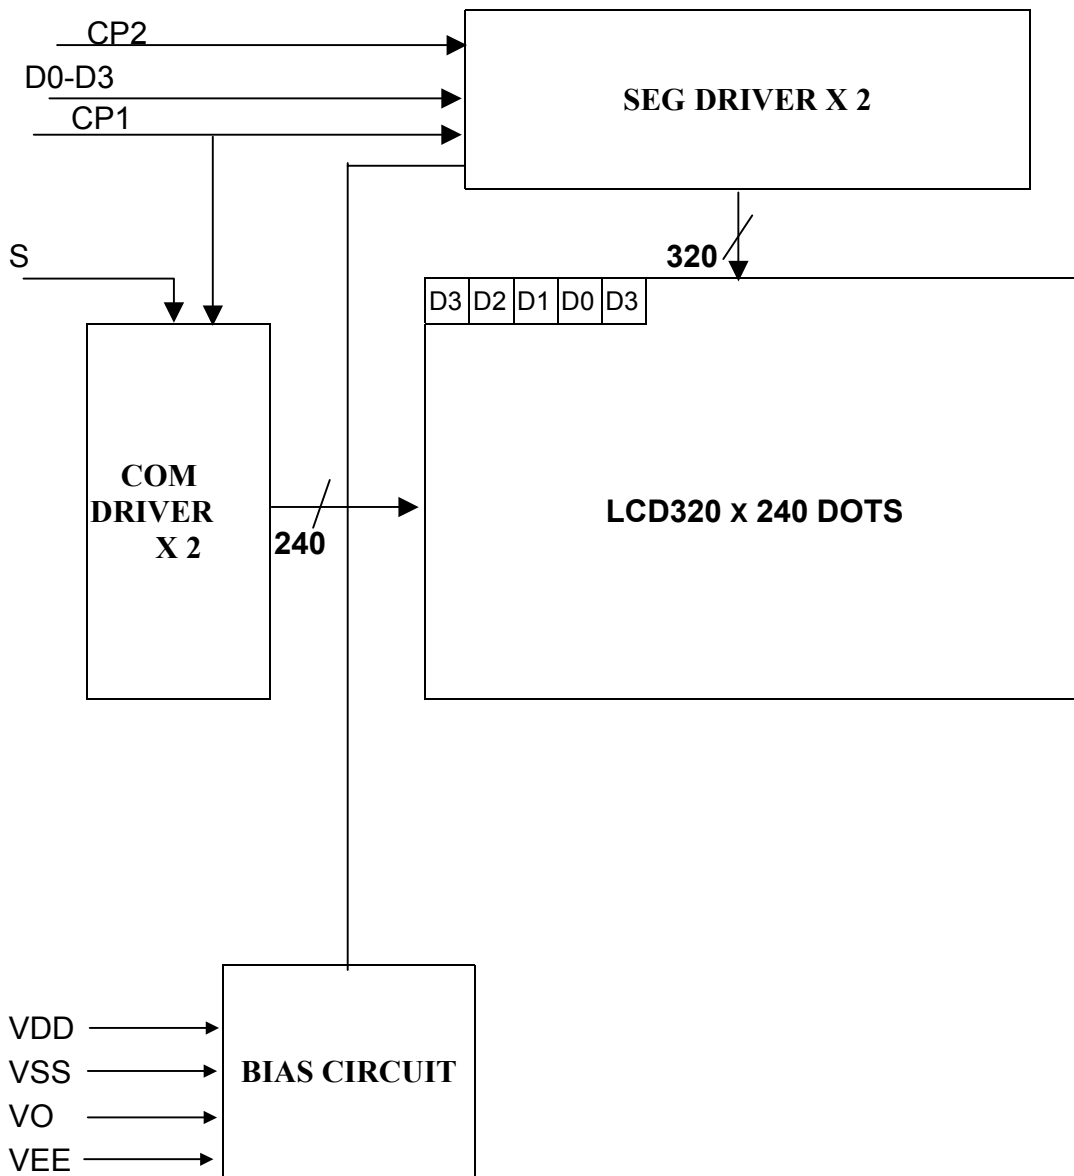 CP2
D0-D3
CP1
SEG DRIVER X 2
S
320
D3 D2 D1 D0 D3
COM
DRIVER
X 2
240
LCD320 X 240 DOTS
VDD
VSS
VO
VEE
BIAS CIRCUIT